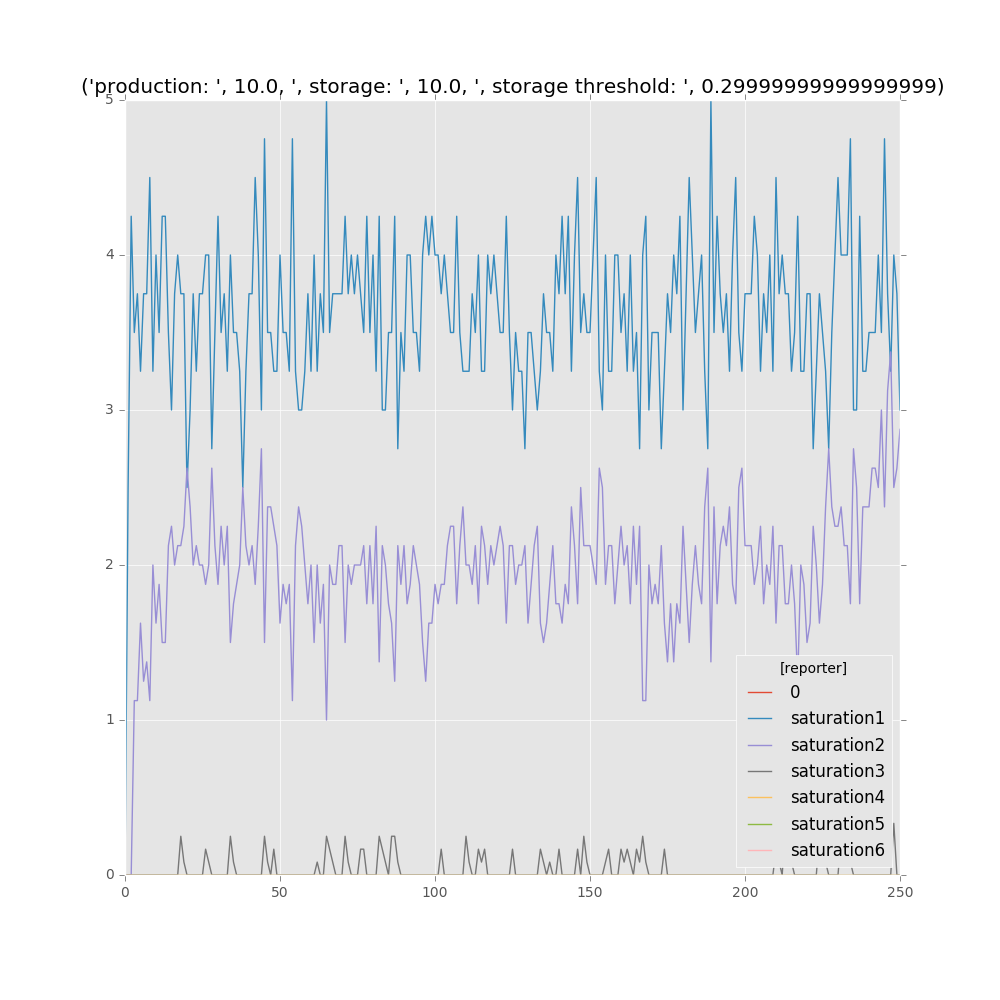 ('production: ', 10.0, ', storage: ', 10.0, ', storage threshold: ', 0.29999999999999999)
5
4
3
2
1
0
0 50 100 150 200 250
[reporter]
0
saturation1
saturation2
saturation3
saturation4
saturation5
saturation6